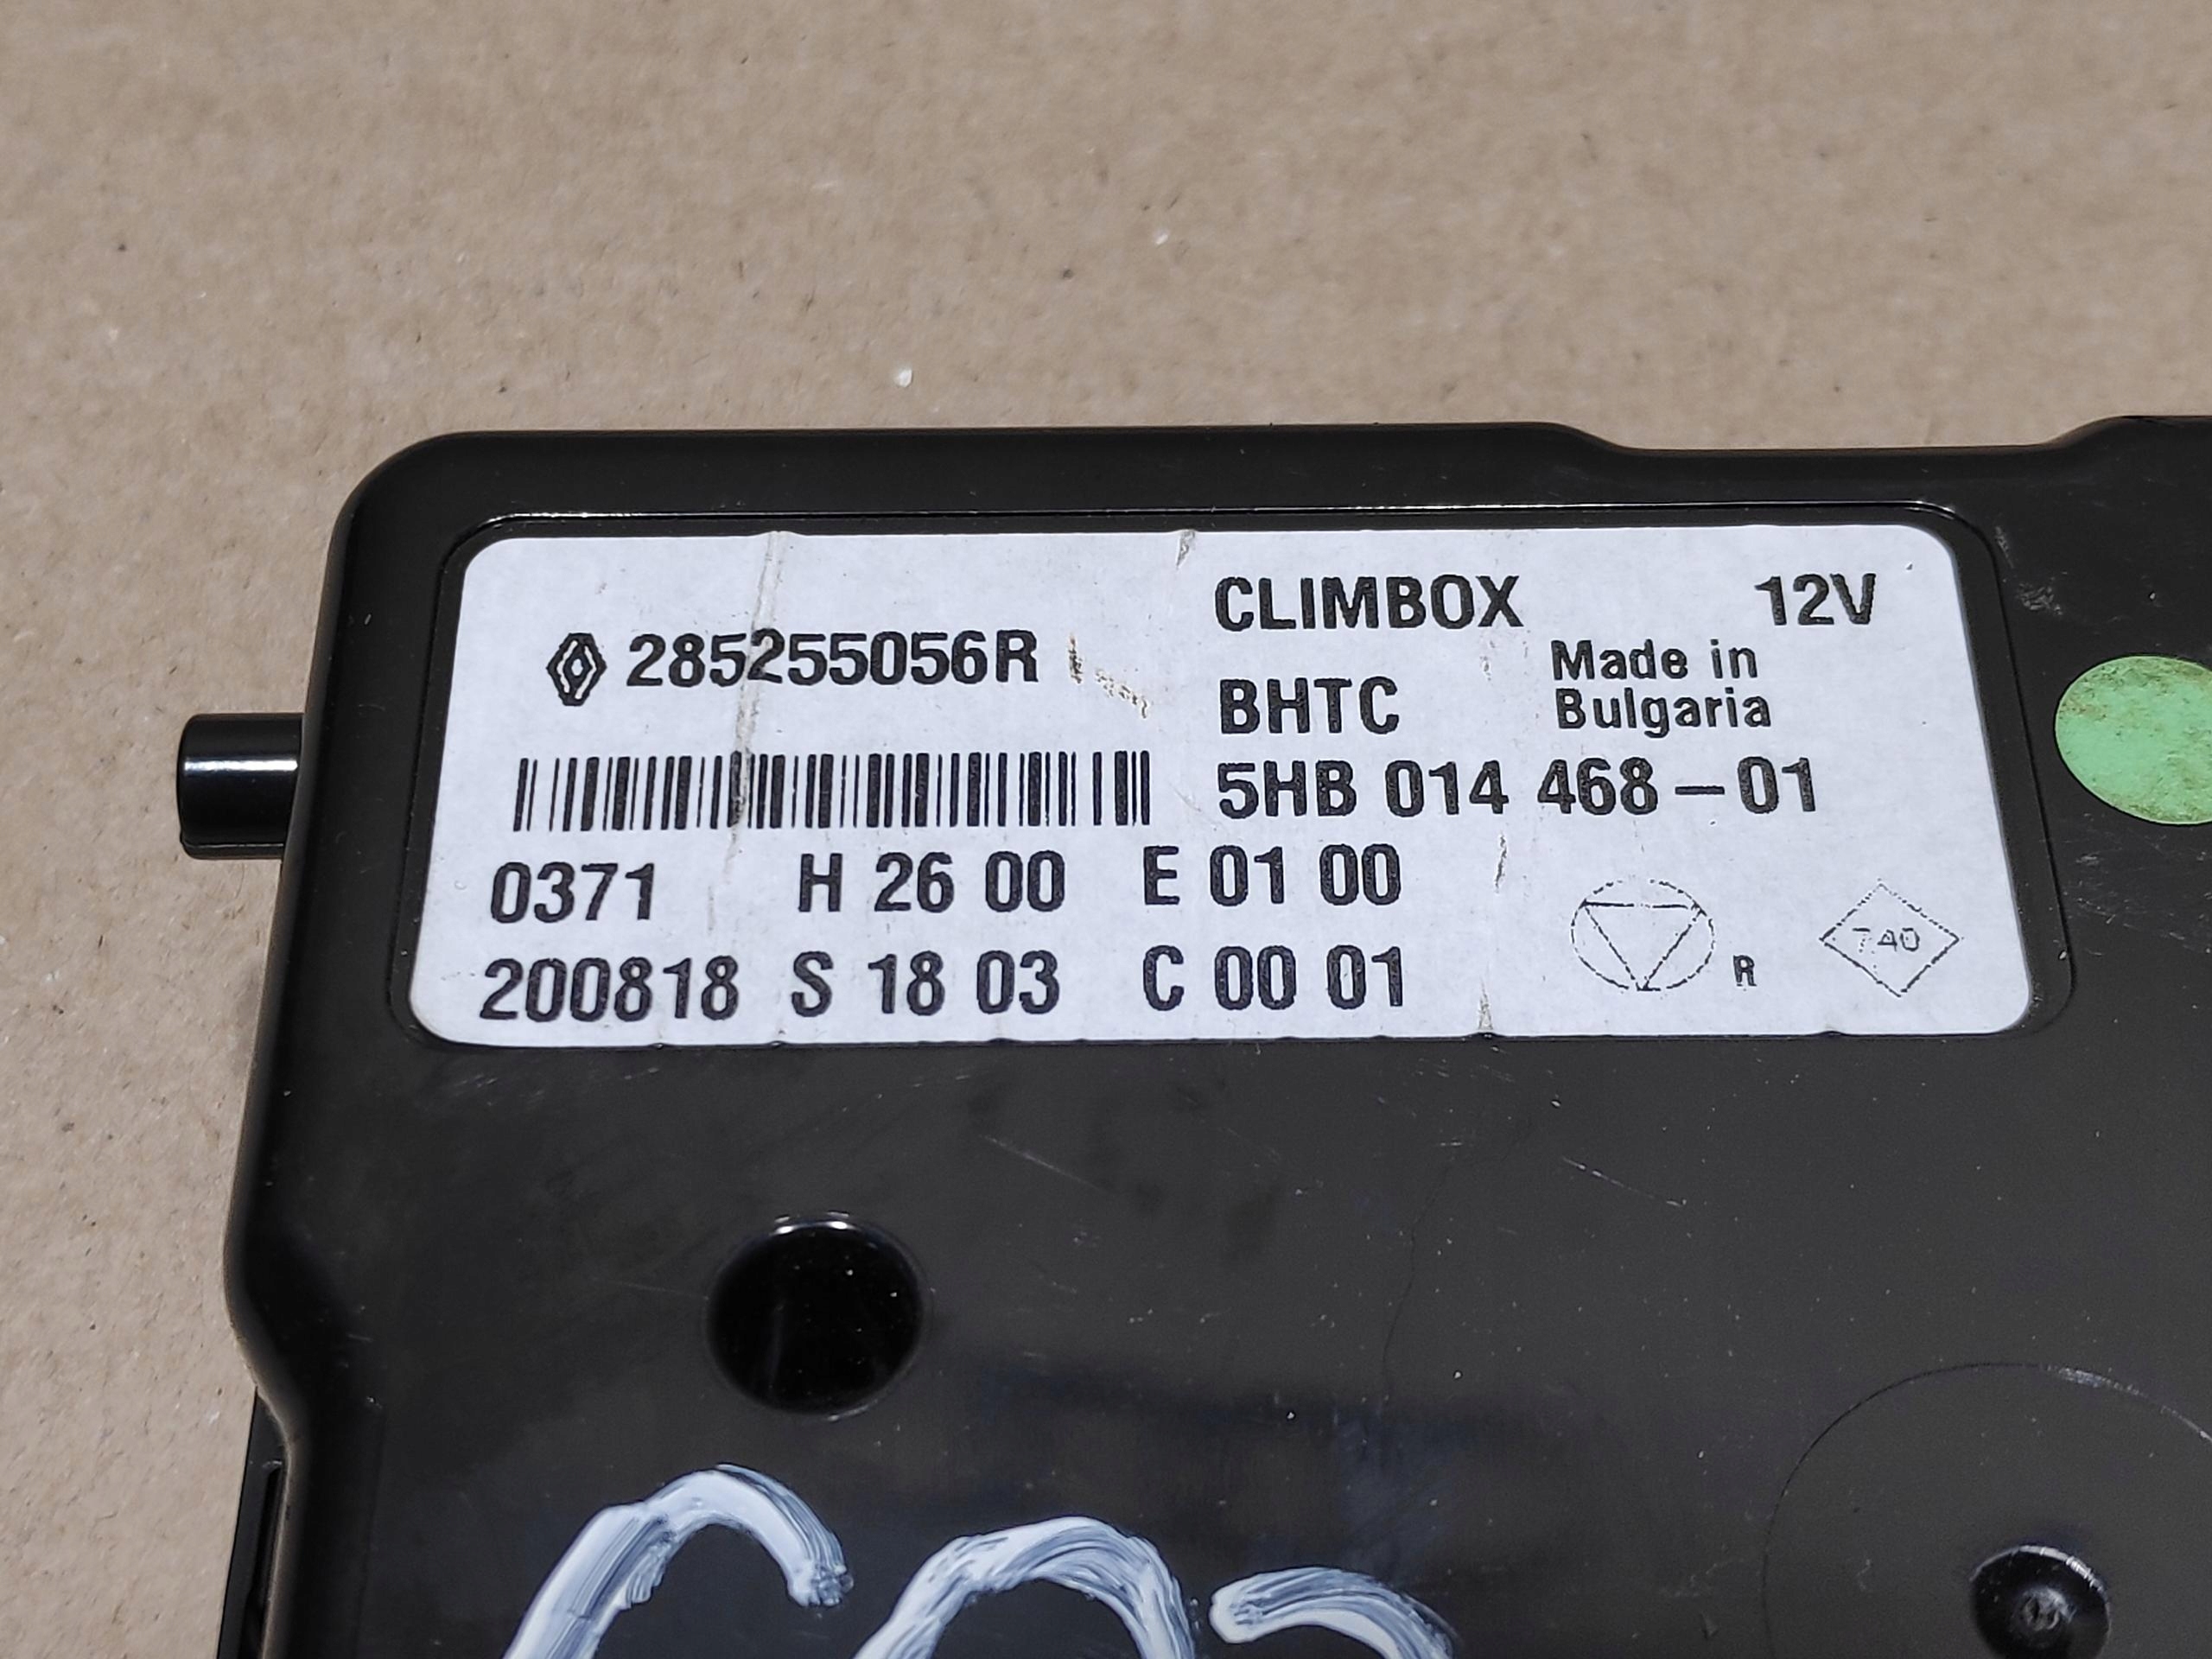 285255056R
CLIMBOX 12V
BHTC Made in
Bulgaria
5HB 014 468-01
0371 H 26 00 E 01 00
200818 S 18 03 C 00 01
R
740